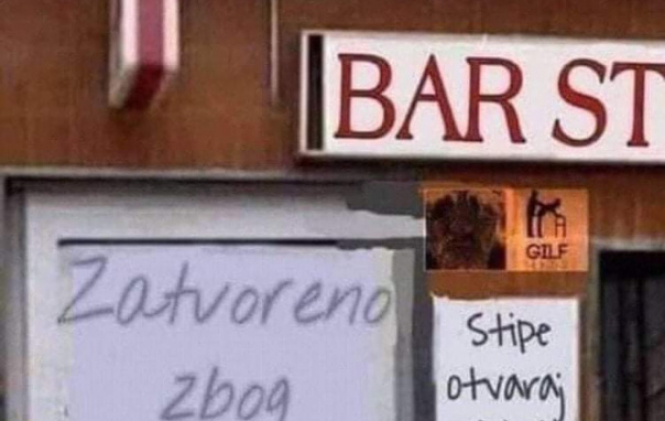 BAR ST
GILF
Zatvoreno
zbog
Stipe
otvaraj